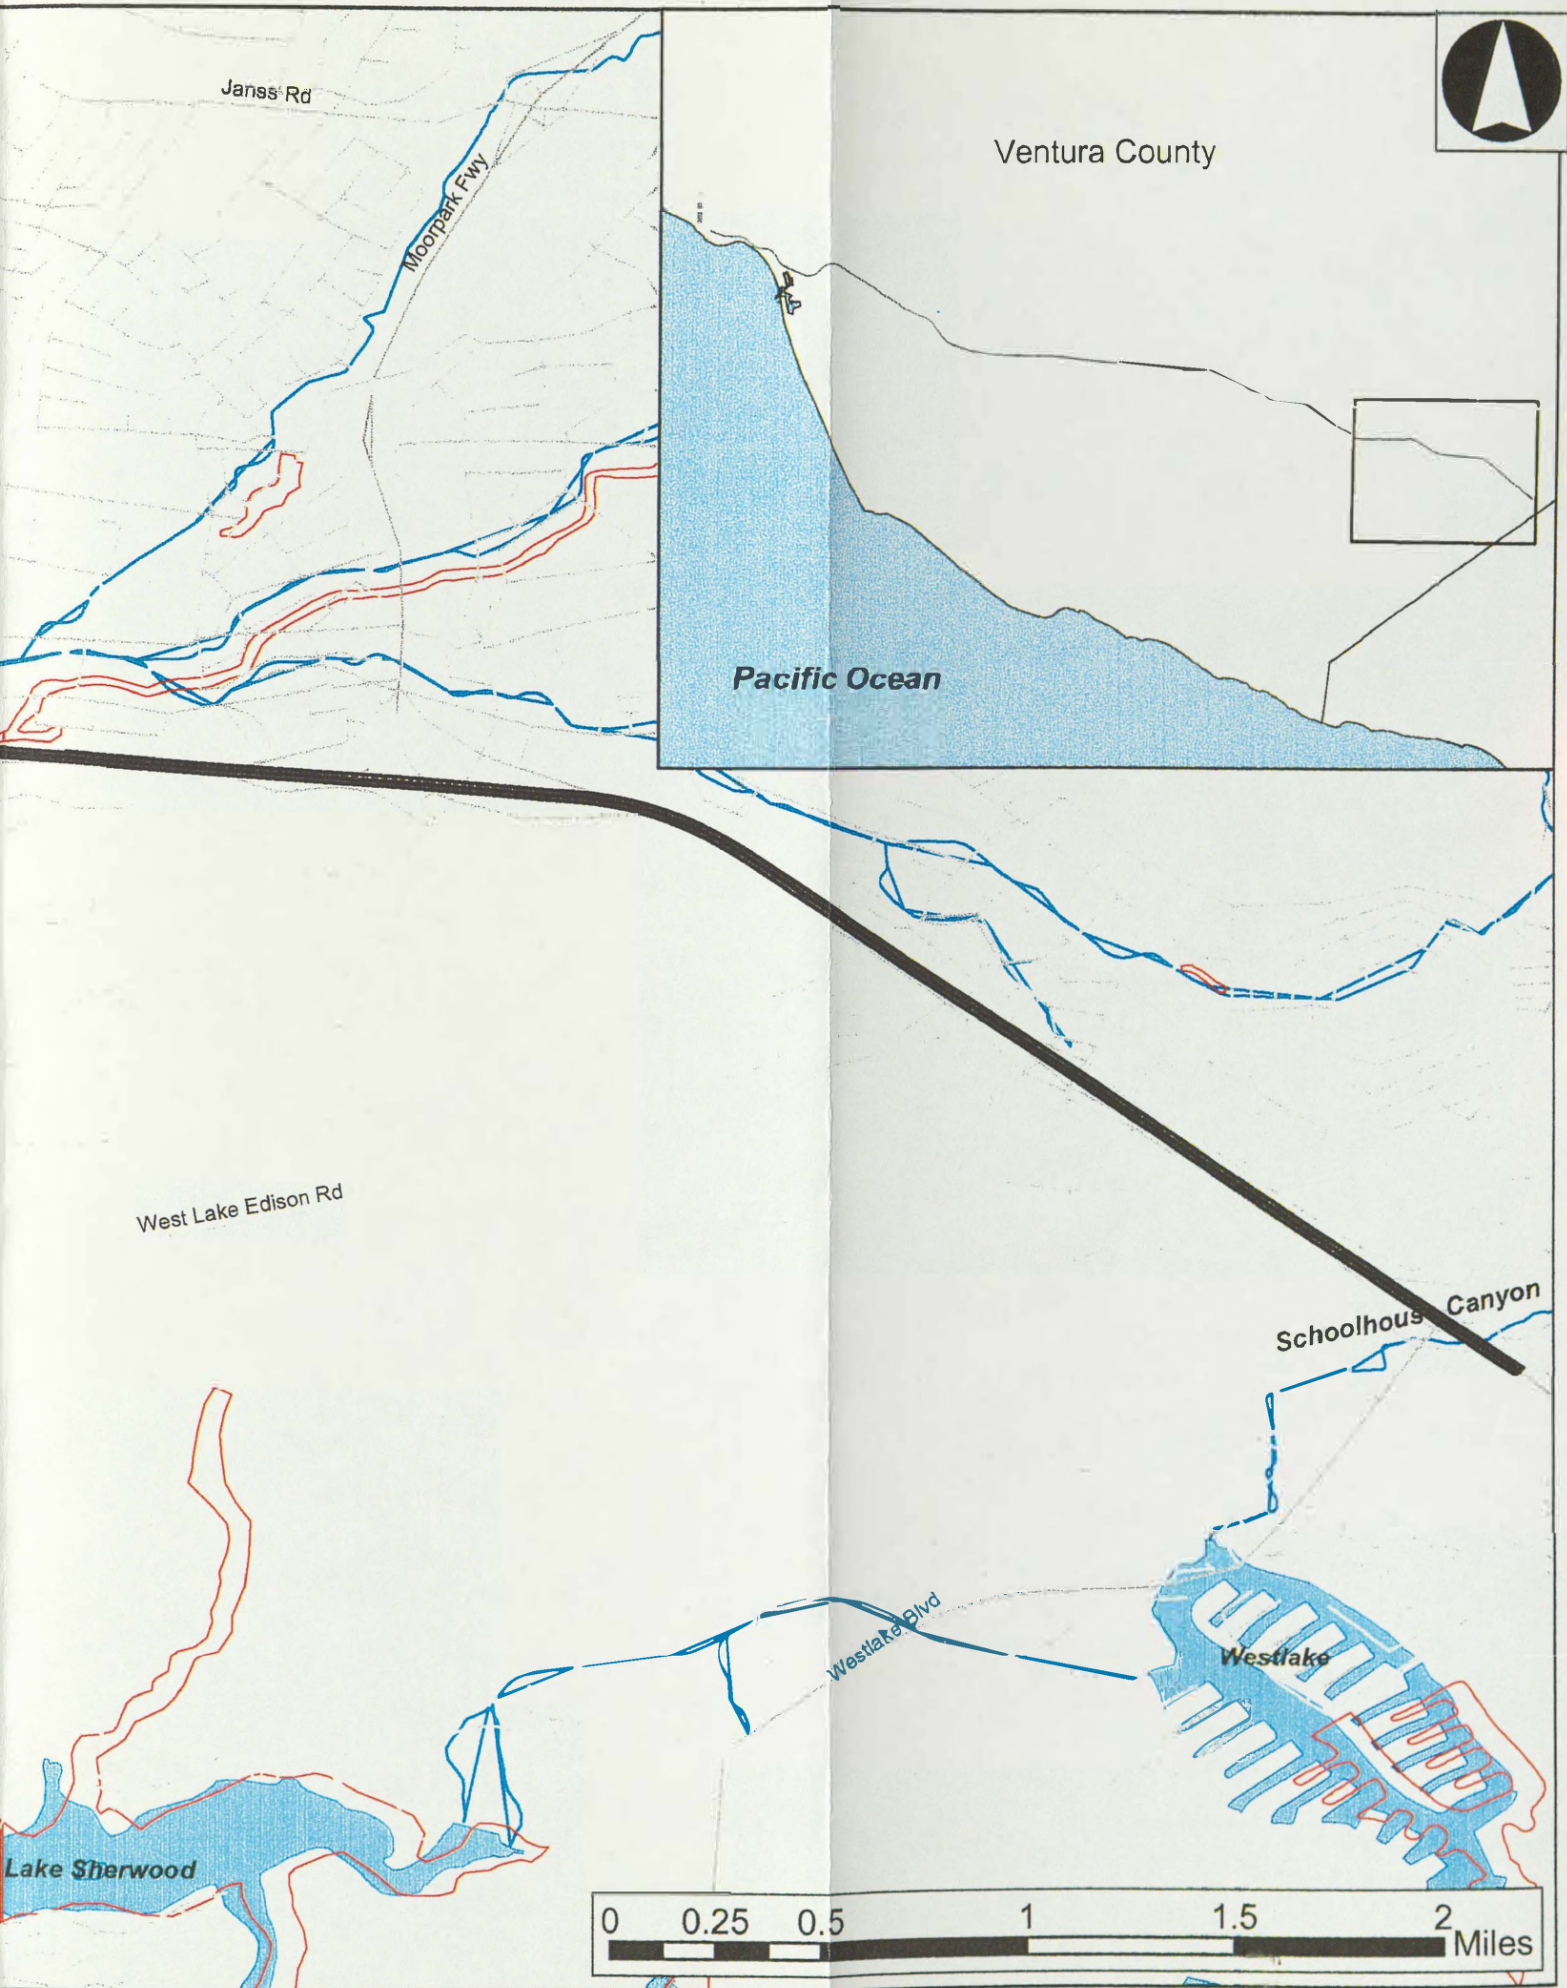 Janss Rd
Ventura County
Moorpark Fwy
Pacific Ocean
West Lake Edison Rd
Schoolhous Canyon
Westlake Blvd
Westlake
Lake Sherwood
0 0.25 0.5 1 1.5 2
Miles